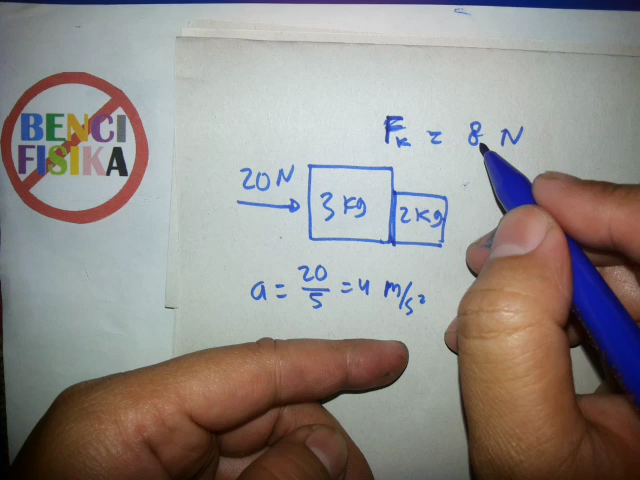 BENCI
FISIKA
Fk = 8 N
20 N
3 kg
2 kg
a = 20/5 = 4 m/s²